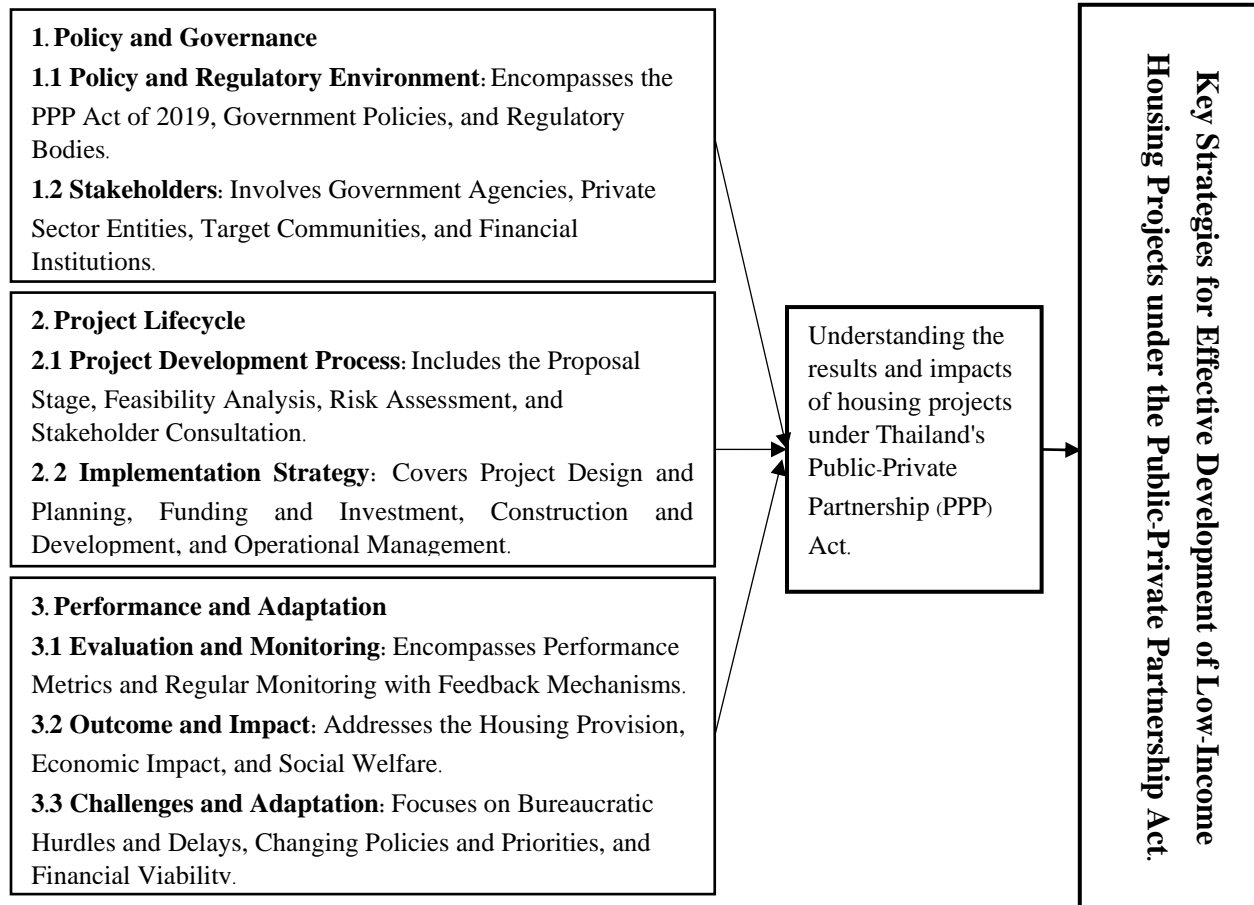 1. Policy and Governance
1.1 Policy and Regulatory Environment: Encompasses the
PPP Act of 2019, Government Policies, and Regulatory
Bodies.
1.2 Stakeholders: Involves Government Agencies, Private
Sector Entities, Target Communities, and Financial
Institutions.
2. Project Lifecycle
2.1 Project Development Process: Includes the Proposal
Stage, Feasibility Analysis, Risk Assessment, and
Stakeholder Consultation.
2.2 Implementation Strategy: Covers Project Design and
Planning, Funding and Investment, Construction and
Development, and Operational Management.
3. Performance and Adaptation
3.1 Evaluation and Monitoring: Encompasses Performance
Metrics and Regular Monitoring with Feedback Mechanisms.
3.2 Outcome and Impact: Addresses the Housing Provision,
Economic Impact, and Social Welfare.
3.3 Challenges and Adaptation: Focuses on Bureaucratic
Hurdles and Delays, Changing Policies and Priorities, and
Financial Viability.
Understanding the
results and impacts
of housing projects
under Thailand's
Public-Private
Partnership (PPP)
Act.
Key Strategies for Effective Development of Low-Income
Housing Projects under the Public-Private Partnership Act.